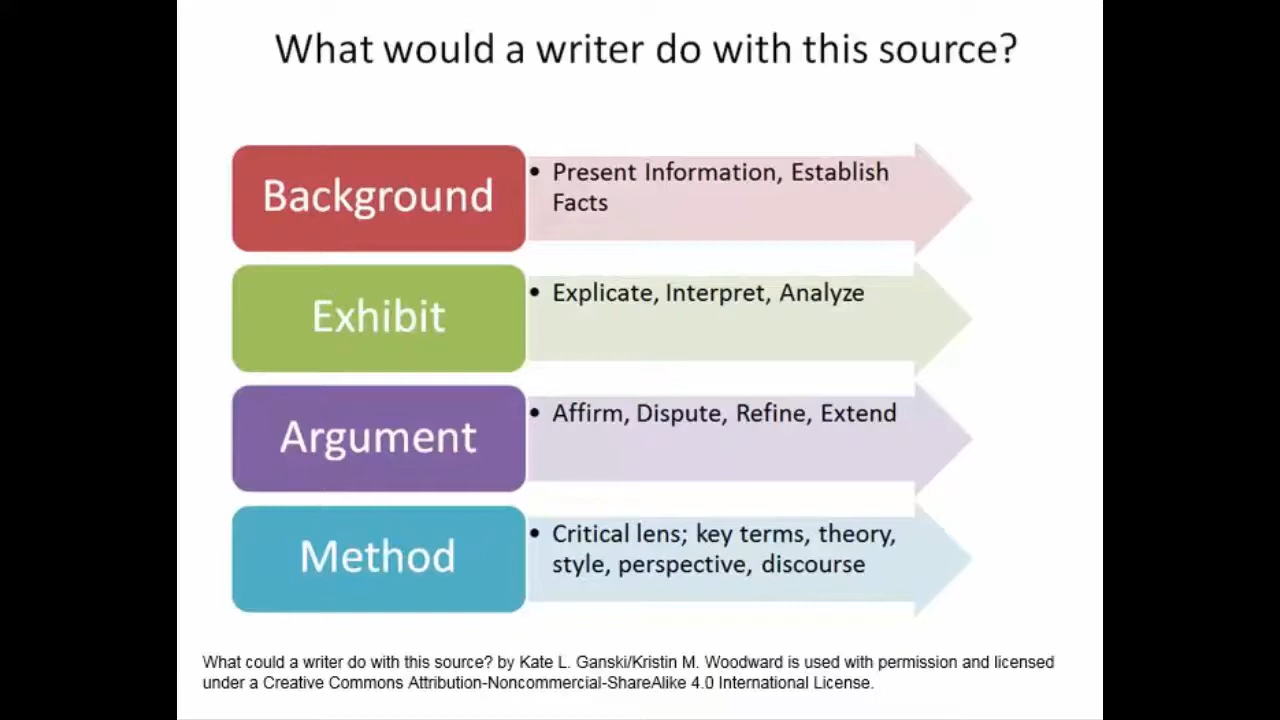 What would a writer do with this source?
Background
• Present Information, Establish
Facts
Exhibit
• Explicate, Interpret, Analyze
Argument
• Affirm, Dispute, Refine, Extend
Method
• Critical lens; key terms, theory,
style, perspective, discourse
What could a writer do with this source? by Kate L. Ganski/Kristin M. Woodward is used with permission and licensed
under a Creative Commons Attribution-Noncommercial-ShareAlike 4.0 International License.